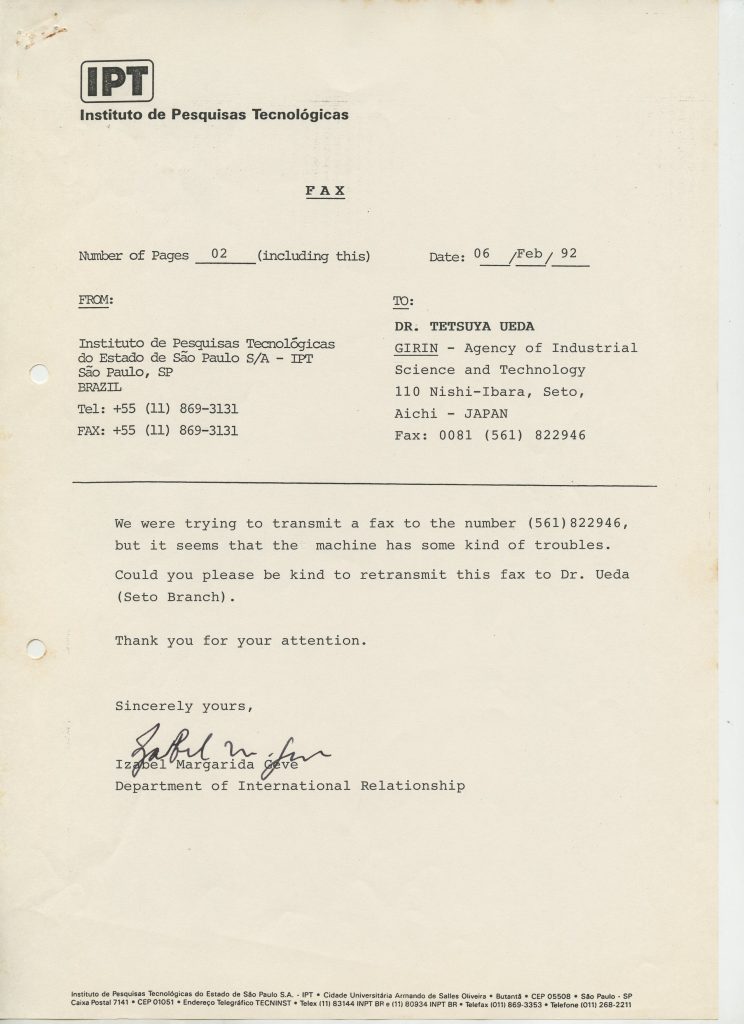 IPT
Instituto de Pesquisas Tecnológicas
FAX
Number of Pages 02 (including this) Date: 06 /Feb/ 92
FROM:
Instituto de Pesquisas Tecnológicas
do Estado de São Paulo S/A - IPT
São Paulo, SP
BRAZIL
Tel: +55 (11) 869-3131
FAX: +55 (11) 869-3131
TO:
DR. TETSUYA UEDA
GIRIN - Agency of Industrial
Science and Technology
110 Nishi-Ibara, Seto,
Aichi - JAPAN
Fax: 0081 (561) 822946
We were trying to transmit a fax to the number (561)822946,
but it seems that the machine has some kind of troubles.
Could you please be kind to retransmit this fax to Dr. Ueda
(Seto Branch).
Thank you for your attention.
Sincerely yours,
Izabel Margarida Geve
Department of International Relationship
Instituto de Pesquisas Tecnológicas do Estado de São Paulo S.A. - IPT • Cidade Universitária Armando de Salles Oliveira • Butantã • CEP 05508 • São Paulo - SP
Caixa Postal 7141 • CEP 01051 • Endereço Telegráfico TECNINST • Telex (11) 83144 INPT BR e (11) 80934 INPT BR • Telefax (011) 869-3353 • Telefone (011) 268-2211